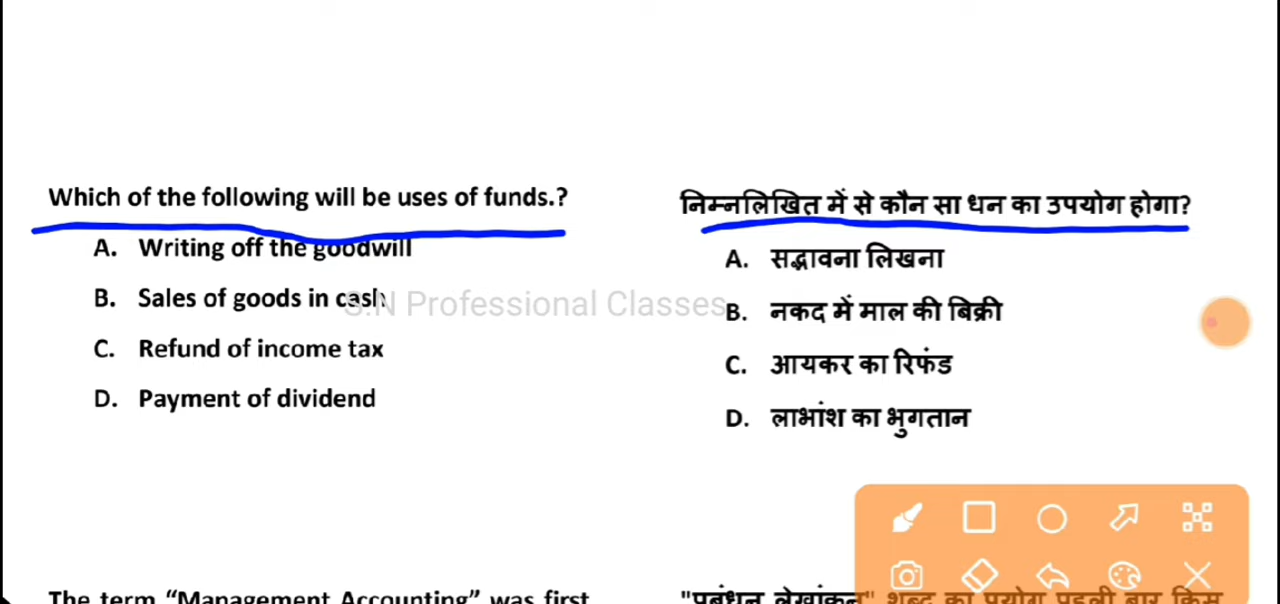 Which of the following will be uses of funds.?
A. Writing off the goodwill
B. Sales of goods in cash
C. Refund of income tax
D. Payment of dividend
S.N Professional Classes
निम्नलिखित में से कौन सा धन का उपयोग होगा?
A. सद्भावना लिखना
B. नकद में माल की बिक्री
C. आयकर का रिफंड
D. लाभांश का भुगतान
The term “Management Accounting” was first
"प्रबंधन लेखांकन" शब्द का प्रयोग पहली बार किस